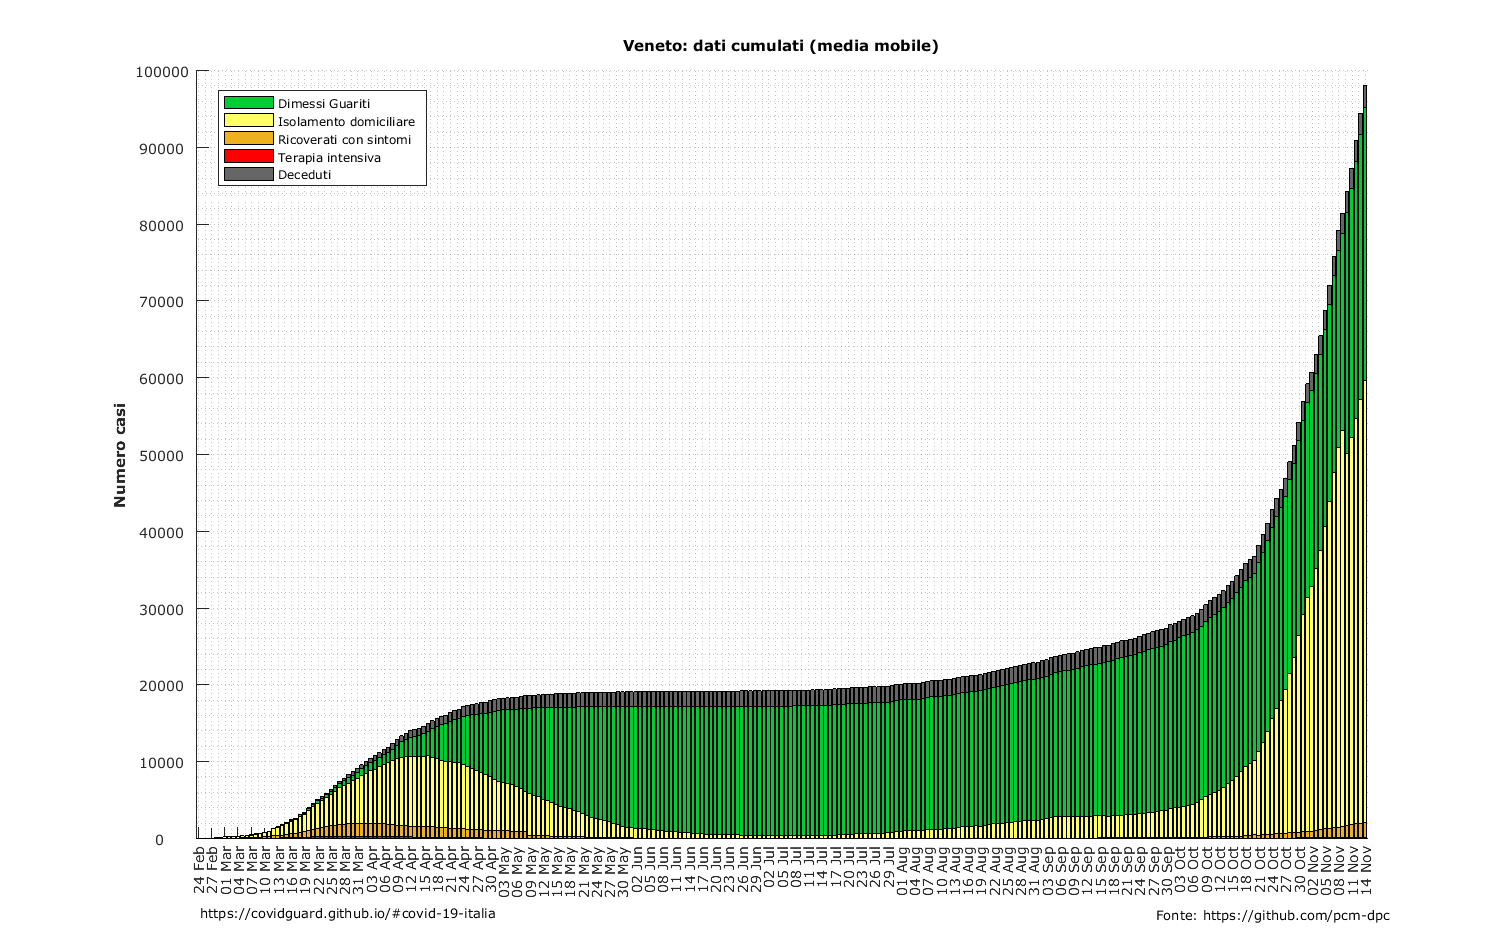 Veneto: dati cumulati (media mobile)
100000
90000
80000
70000
60000
50000
40000
30000
20000
10000
0
Numero casi
Dimessi Guariti
Isolamento domiciliare
Ricoverati con sintomi
Terapia intensiva
Deceduti
24 Feb
27 Feb
01 Mar
04 Mar
07 Mar
10 Mar
13 Mar
16 Mar
19 Mar
22 Mar
25 Mar
28 Mar
31 Mar
03 Apr
06 Apr
09 Apr
12 Apr
15 Apr
18 Apr
21 Apr
24 Apr
27 Apr
30 Apr
03 May
06 May
09 May
12 May
15 May
18 May
21 May
24 May
27 May
30 May
02 Jun
05 Jun
08 Jun
11 Jun
14 Jun
17 Jun
20 Jun
23 Jun
26 Jun
29 Jun
02 Jul
05 Jul
08 Jul
11 Jul
14 Jul
17 Jul
20 Jul
23 Jul
26 Jul
29 Jul
01 Aug
04 Aug
07 Aug
10 Aug
13 Aug
16 Aug
19 Aug
22 Aug
25 Aug
28 Aug
31 Aug
03 Sep
06 Sep
09 Sep
12 Sep
15 Sep
18 Sep
21 Sep
24 Sep
27 Sep
30 Sep
03 Oct
06 Oct
09 Oct
12 Oct
15 Oct
18 Oct
21 Oct
24 Oct
27 Oct
30 Oct
02 Nov
05 Nov
08 Nov
11 Nov
14 Nov
https://covidguard.github.io/#covid-19-italia
Fonte: https://github.com/pcm-dpc